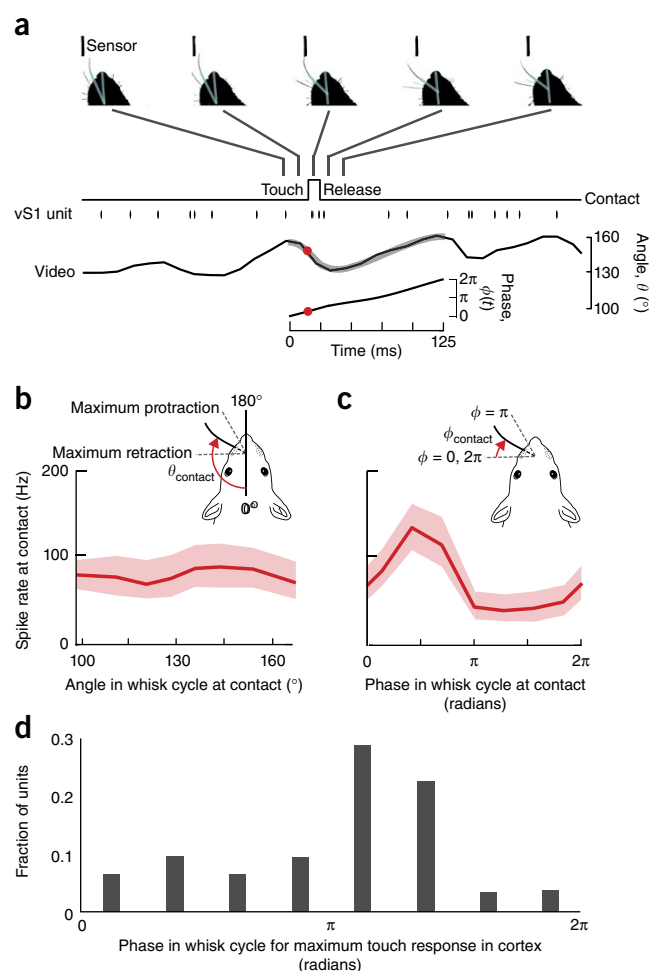 a
Sensor
Touch
Release
Contact
vS1 unit
Video
160
130
100
Angle, θ (°)
2π
π
0
Phase, ϕ(t)
0
125
Time (ms)
b
Maximum protraction
180°
Maximum retraction
θcontact
0°
200
100
0
Spike rate at contact (Hz)
100
130
160
Angle in whisk cycle at contact (°)
c
ϕ = π
ϕcontact
ϕ = 0, 2π
0
π
2π
Phase in whisk cycle at contact
(radians)
d
0.3
0.2
0.1
0
Fraction of units
0
π
2π
Phase in whisk cycle for maximum touch response in cortex
(radians)